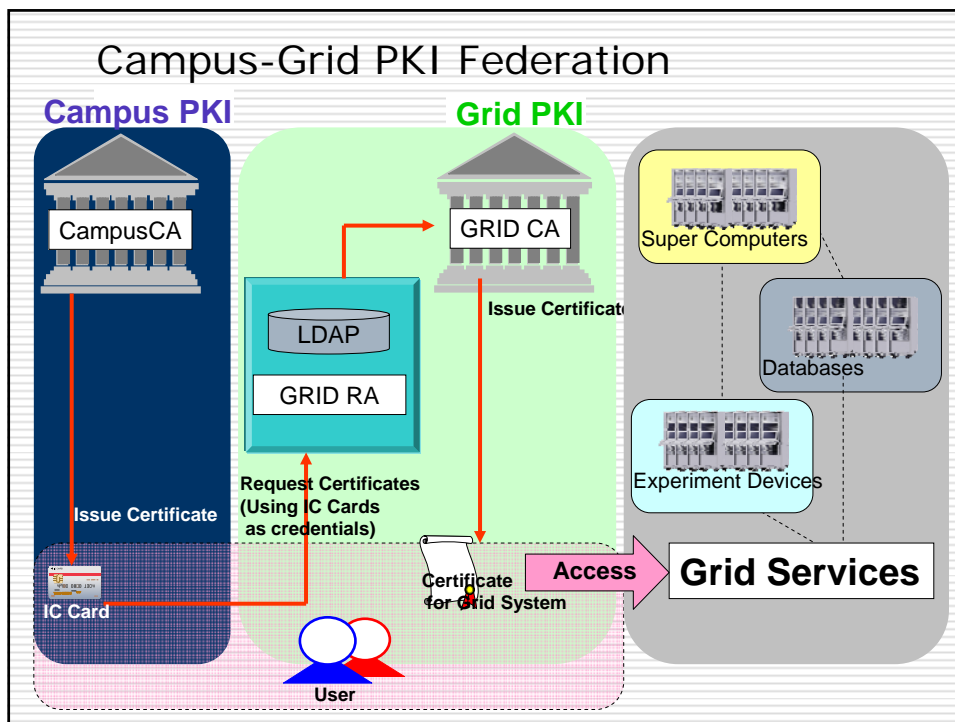 Campus-Grid PKI Federation
Campus PKI
Grid PKI
CampusCA
GRID CA
Super Computers
Issue Certificate
LDAP
GRID RA
Databases
Request Certificates
(Using IC Cards
as credentials)
Experiment Devices
Issue Certificate
IC Card
Certificate
for Grid System
Access
Grid Services
User